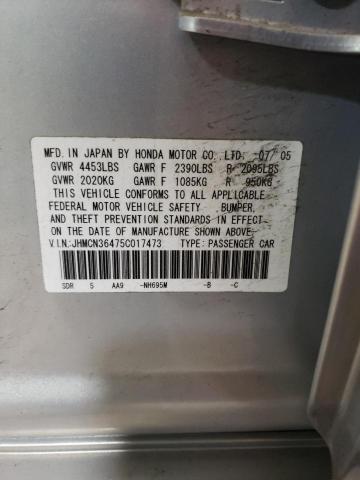 MFD. IN JAPAN BY HONDA MOTOR CO., LTD. 07/05
GVWR 4453LBS GAWR F 2390LBS R 2095LBS
GVWR 2020KG GAWR F 1085KG R 950KG
THIS VEHICLE CONFORMS TO ALL APPLICABLE
FEDERAL MOTOR VEHICLE SAFETY, BUMPER,
AND THEFT PREVENTION STANDARDS IN EFFECT
ON THE DATE OF MANUFACTURE SHOWN ABOVE.
V.I.N:JHMCN36475C017473 TYPE: PASSENGER CAR
SDR 5 AA9 -NH695M -B -C